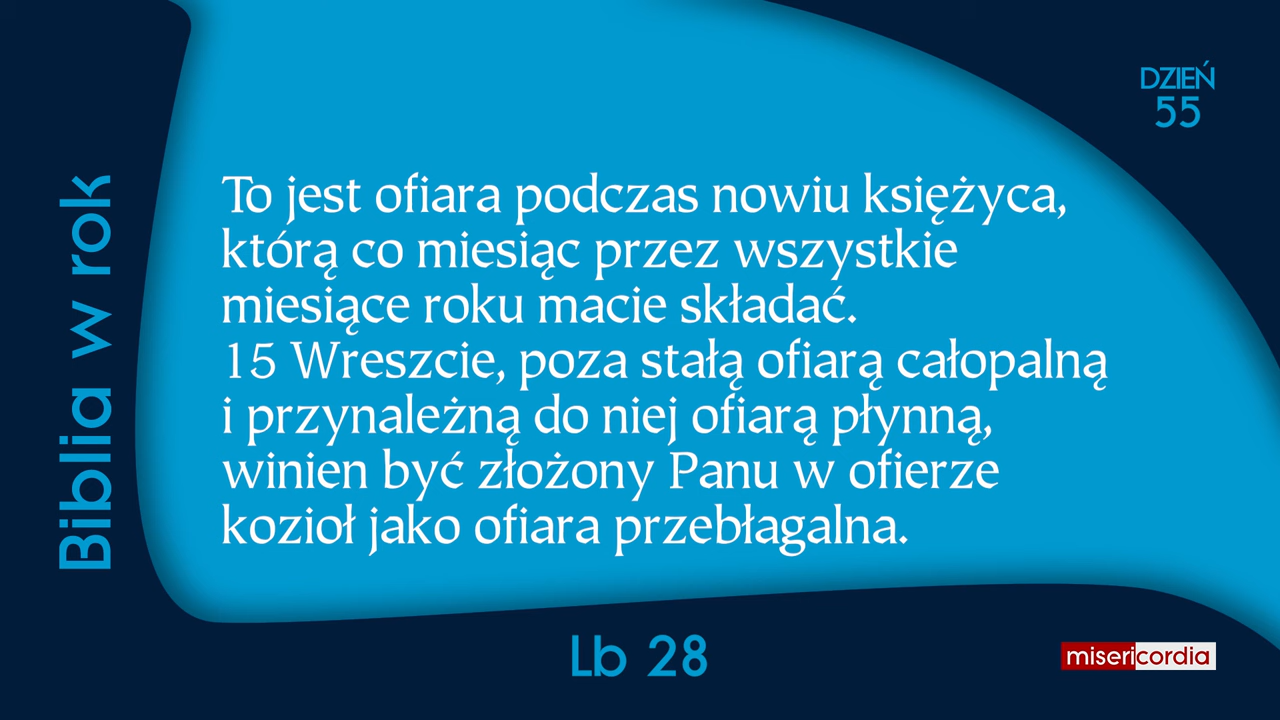 DZIEŃ
55
Biblia w rok
To jest ofiara podczas nowiu księżyca,
którą co miesiąc przez wszystkie
miesiące roku macie składać.
15 Wreszcie, poza stałą ofiarą całopalną
i przynależną do niej ofiarą płynną,
winien być złożony Panu w ofierze
kozioł jako ofiara przebłagalna.
Lb 28
misericordia